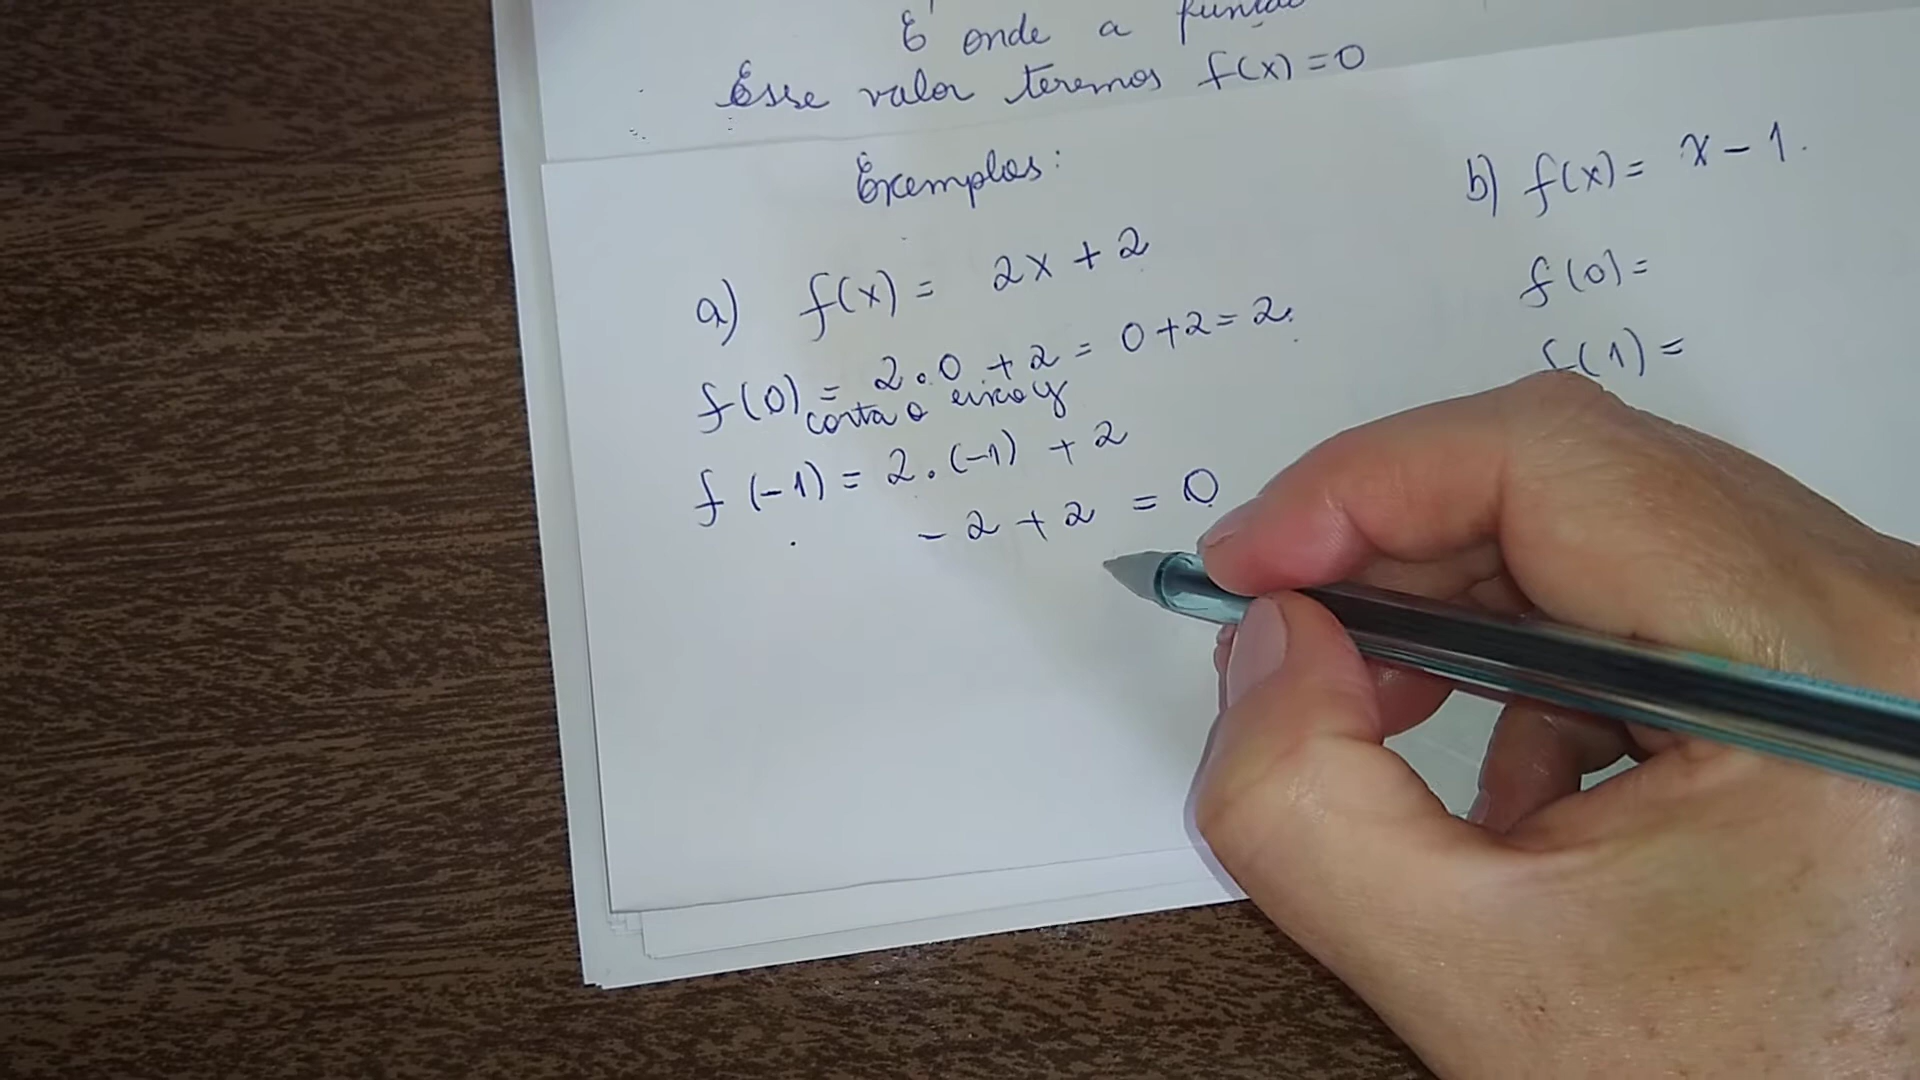 É onde a função
Esse valor teremos f(x) = 0
Exemplos:
a) f(x) = 2x + 2
f(0) = 2.0 + 2 = 0 + 2 = 2.
corta o eixo y
f(-1) = 2.(-1) + 2
- 2 + 2 = 0
b) f(x) = x - 1.
f(0) =
f(1) =